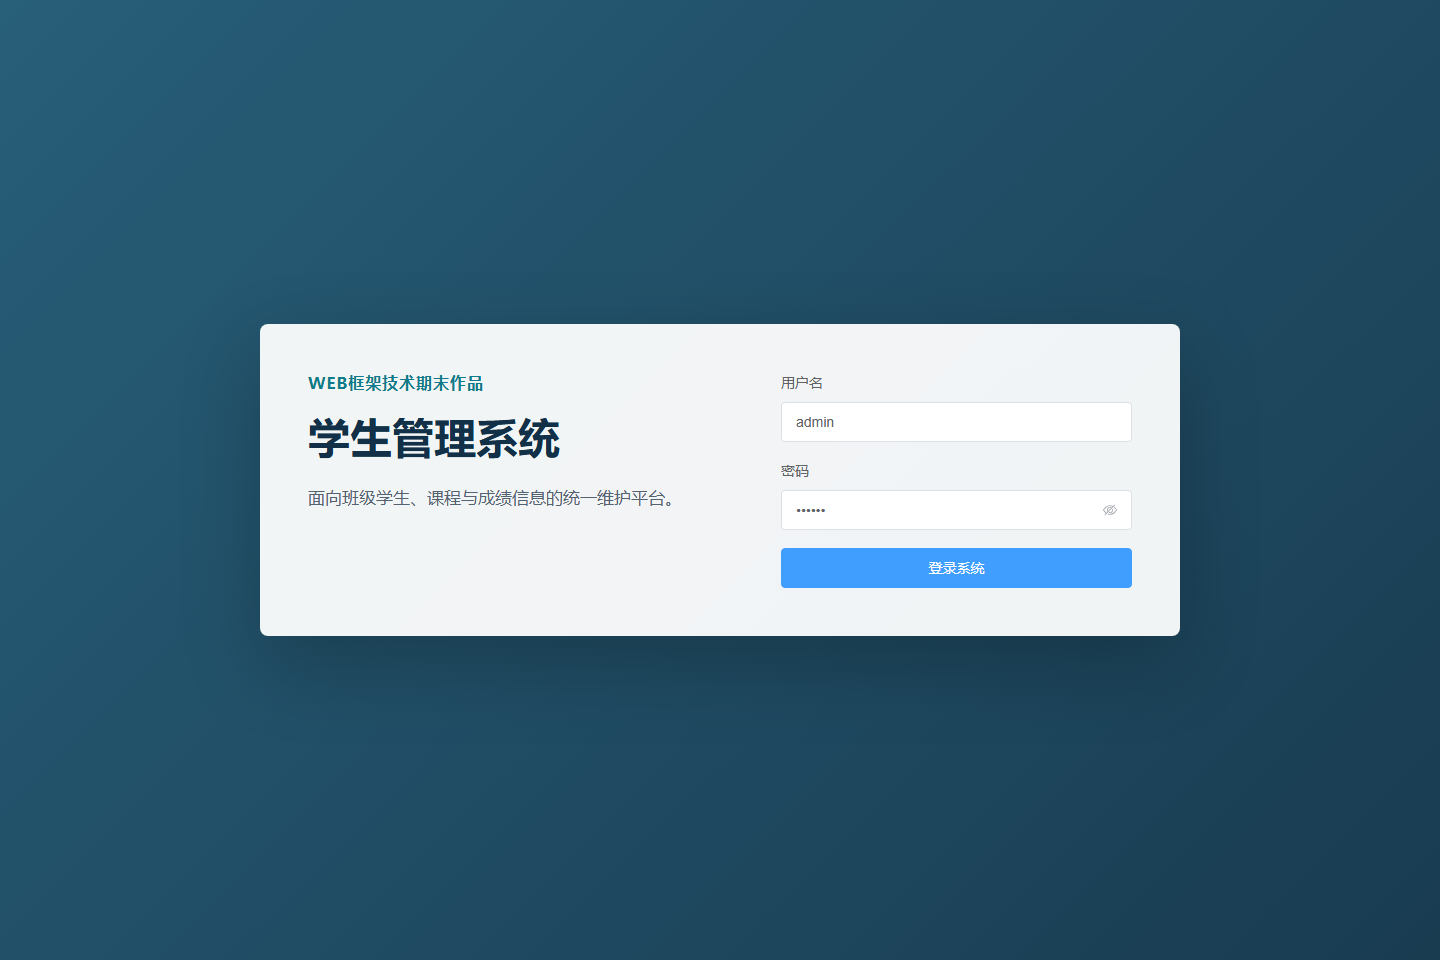 WEB框架技术期末作品
学生管理系统
面向班级学生、课程与成绩信息的统一维护平台。
用户名
admin
密码
••••••
登录系统